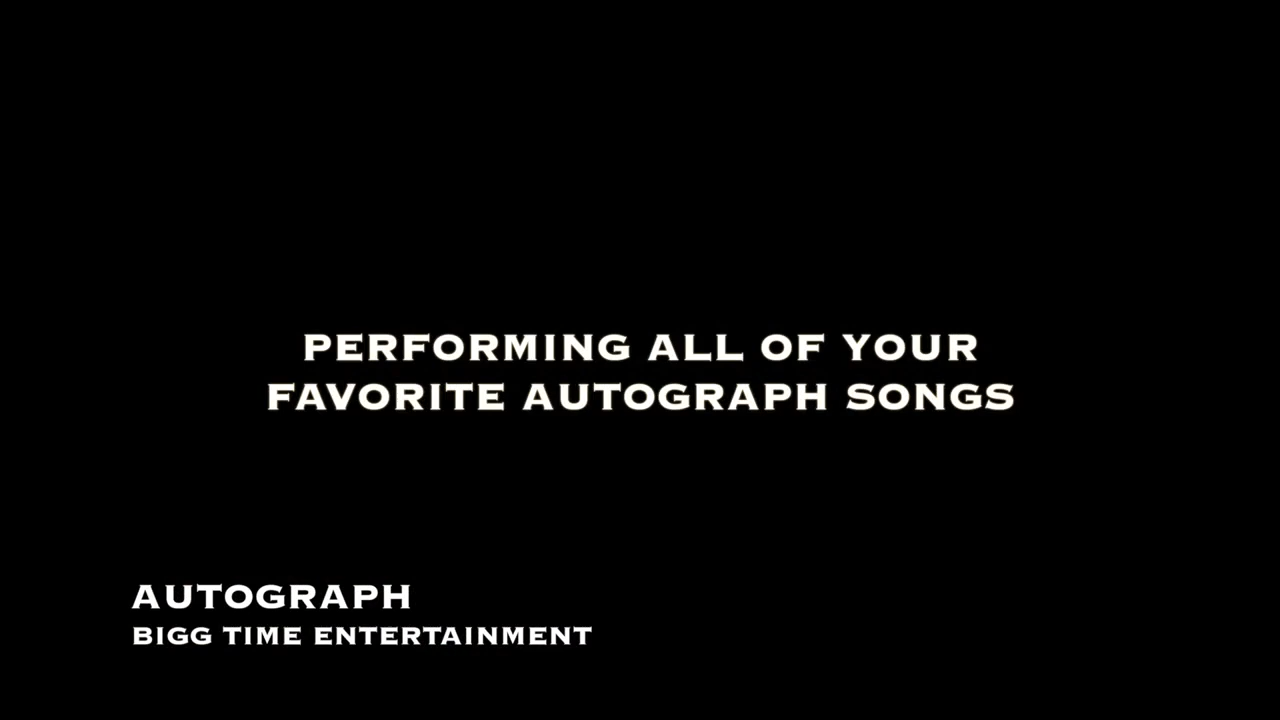 PERFORMING ALL OF YOUR
FAVORITE AUTOGRAPH SONGS
AUTOGRAPH
BIGG TIME ENTERTAINMENT